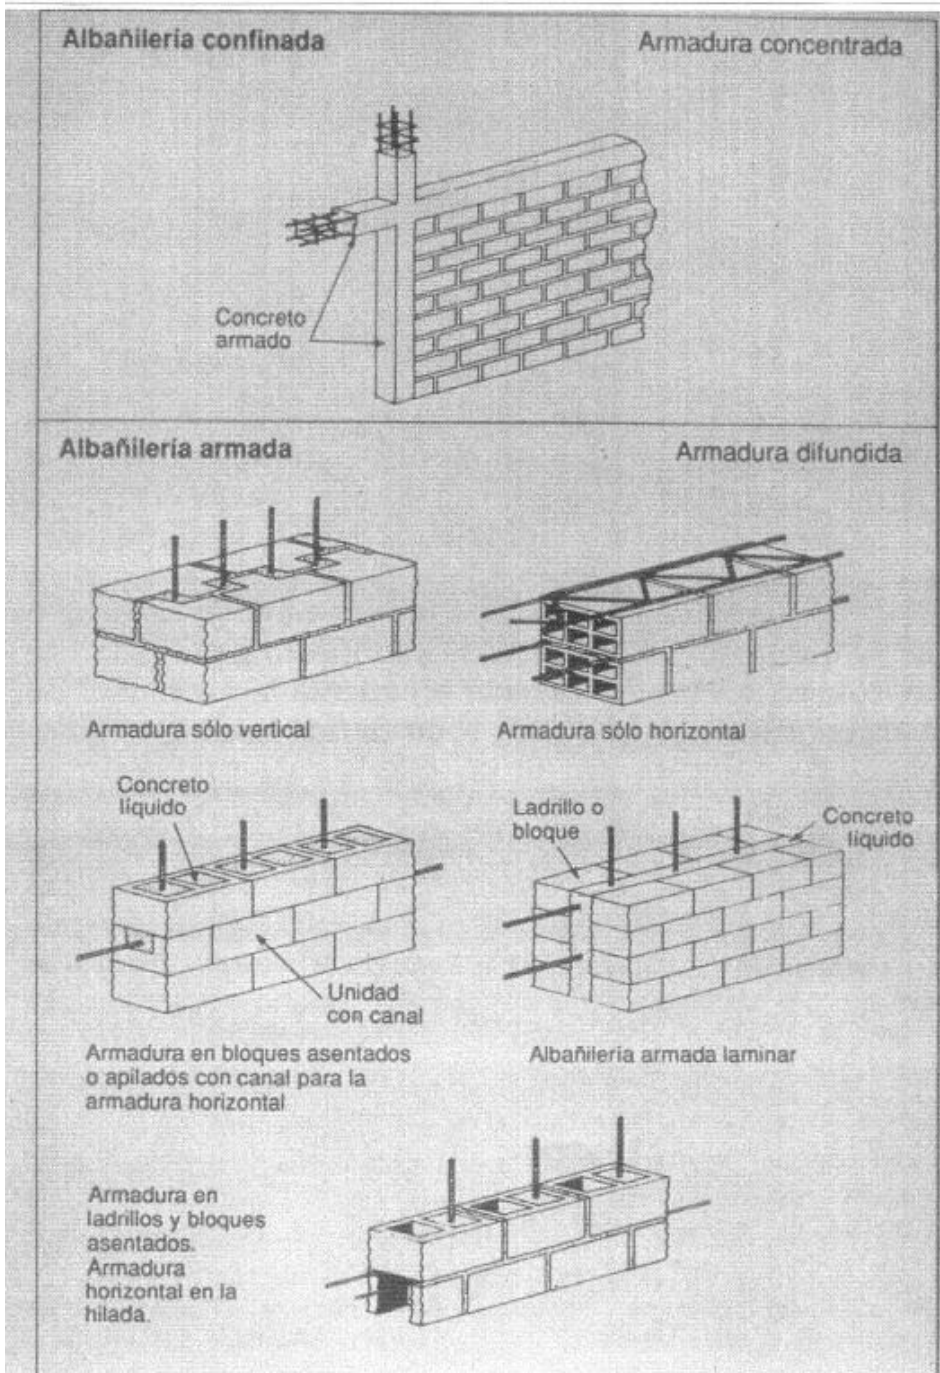 Albañilería confinada
Armadura concentrada
Concreto
armado
Albañilería armada
Armadura difundida
Armadura sólo vertical
Armadura sólo horizontal
Concreto
líquido
Unidad
con canal
Armadura en bloques asentados
o apilados con canal para la
armadura horizontal
Ladrillo o
bloque
Concreto
líquido
Albañilería armada laminar
Armadura en
ladrillos y bloques
asentados.
Armadura
horizontal en la
hilada.